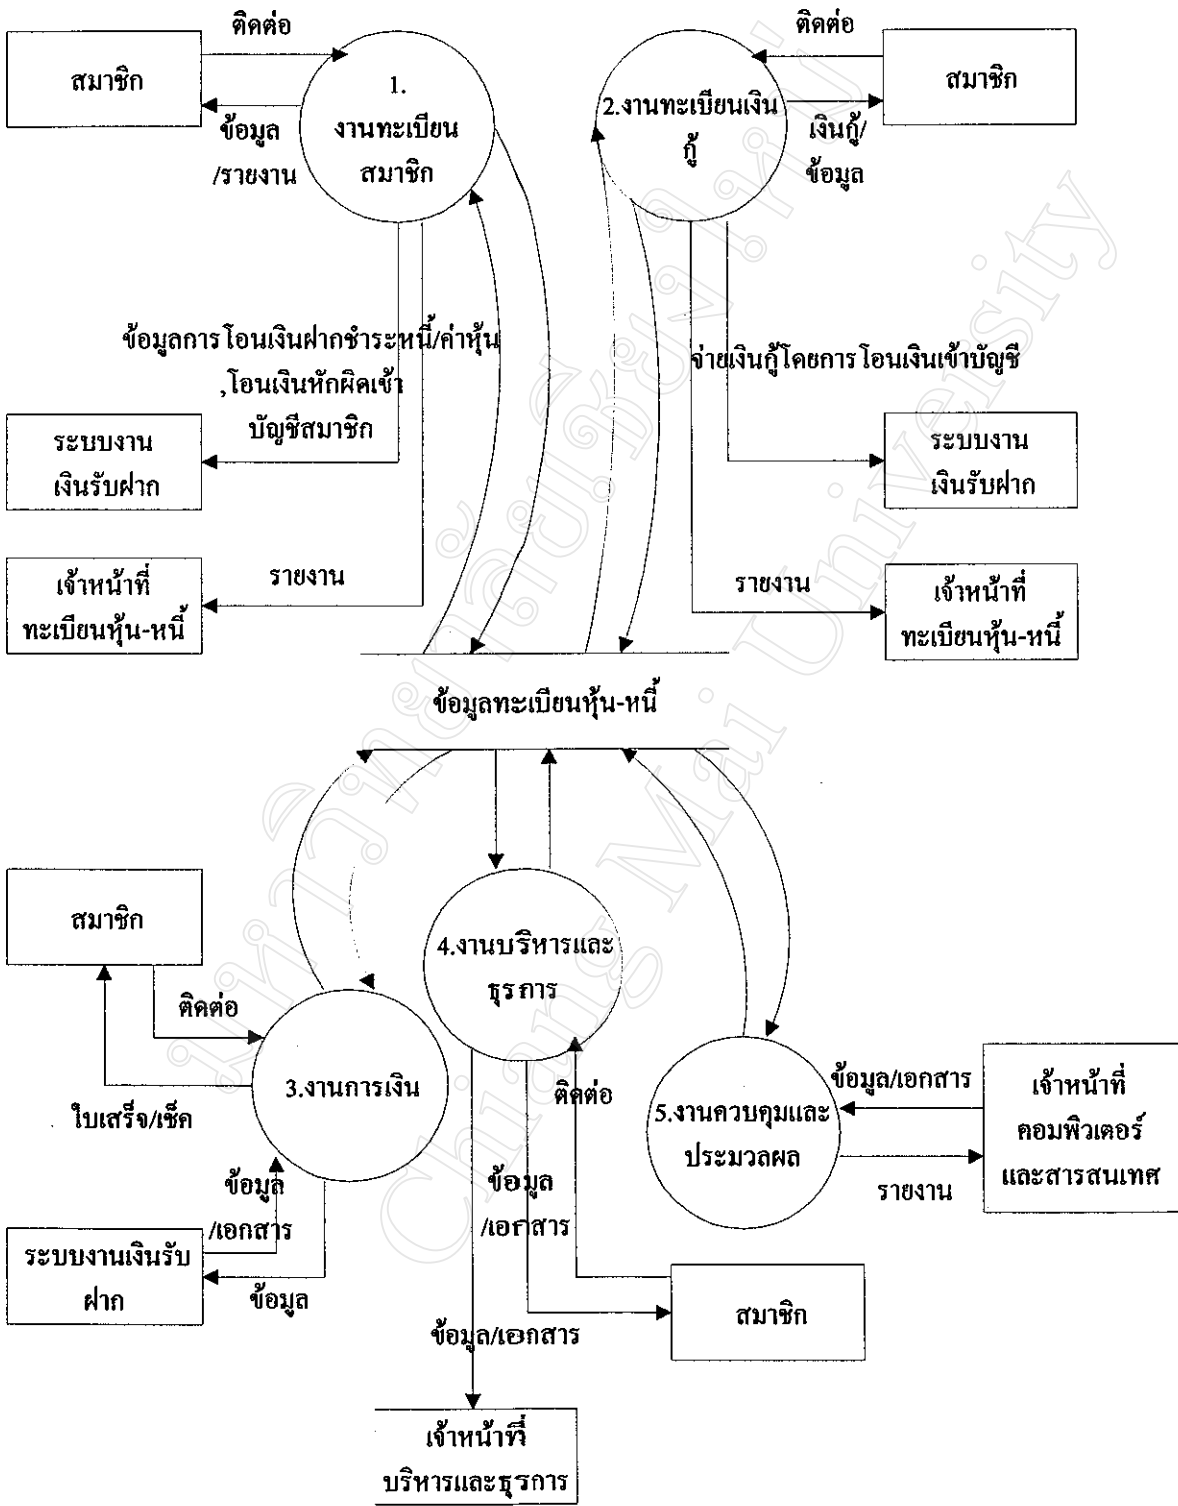 ติดต่อ
สมาชิก
ข้อมูล
/รายงาน
1.
งานทะเบียน
สมาชิก
ติดต่อ
สมาชิก
2.งานทะเบียนเงิน
กู้
เงินกู้/
ข้อมูล
ข้อมูลการโอนเงินฝากชำระหนี้/ค่าหุ้น
,โอนเงินหักผิดเข้า
บัญชีสมาชิก
จ่ายเงินกู้โดยการโอนเงินเข้าบัญชี
ระบบงาน
เงินรับฝาก
ระบบงาน
เงินรับฝาก
รายงาน
เจ้าหน้าที่
ทะเบียนหุ้น-หนี้
รายงาน
เจ้าหน้าที่
ทะเบียนหุ้น-หนี้
ข้อมูลทะเบียนหุ้น-หนี้
สมาชิก
ติดต่อ
3.งานการเงิน
ใบเสร็จ/เช็ค
ข้อมูล
/เอกสาร
ระบบงานเงินรับ
ฝาก
ข้อมูล
4.งานบริหารและ
ธุรการ
ติดต่อ
ข้อมูล
/เอกสาร
สมาชิก
ข้อมูล/เอกสาร
เจ้าหน้าที่
บริหารและธุรการ
5.งานควบคุมและ
ประมวลผล
ข้อมูล/เอกสาร
รายงาน
เจ้าหน้าที่
คอมพิวเตอร์
และสารสนเทศ
มหาวิทยาลัยเชียงใหม่
Chiang Mai University